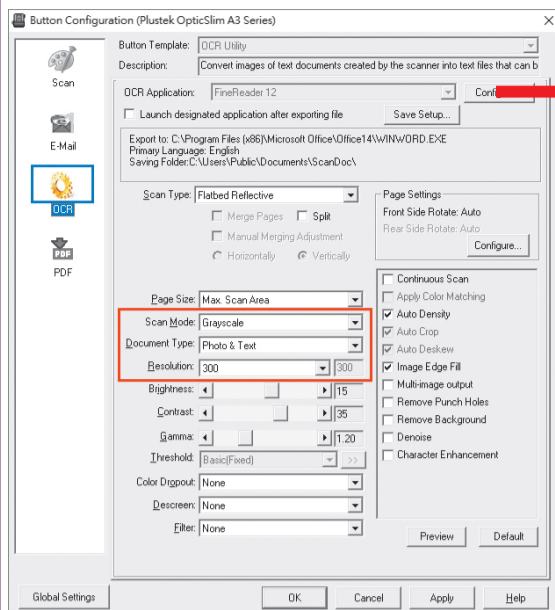 Button Configuration (Plustek OpticSlim A3 Series)
Scan
E-Mail
OCR
PDF
Button Template: OCR Utility
Description: Convert images of text documents created by the scanner into text files that can b
OCR Application: FineReader 12
Launch designated application after exporting file Save Setup...
Export to: C:\Program Files (x86)\Microsoft Office\Office14\WINWORD.EXE
Primary Language: English
Saving Folder:C:\Users\Public\Documents\ScanDoc\
Scan Type: Flatbed Reflective
Merge Pages Split
Manual Merging Adjustment
Horizontally Vertically
Page Settings
Front Side Rotate: Auto
Rear Side Rotate: Auto
Configure...
Page Size: Max. Scan Area
Scan Mode: Grayscale
Document Type: Photo & Text
Resolution: 300 300
Brightness: 15
Contrast: 35
Gamma: 1.20
Threshold: Basic(Fixed) >>
Color Dropout: None
Descreen: None
Filter: None
Continuous Scan
Apply Color Matching
Auto Density
Auto Crop
Auto Deskew
Image Edge Fill
Multi-image output
Remove Punch Holes
Remove Background
Denoise
Character Enhancement
Preview Default
Global Settings OK Cancel Apply Help